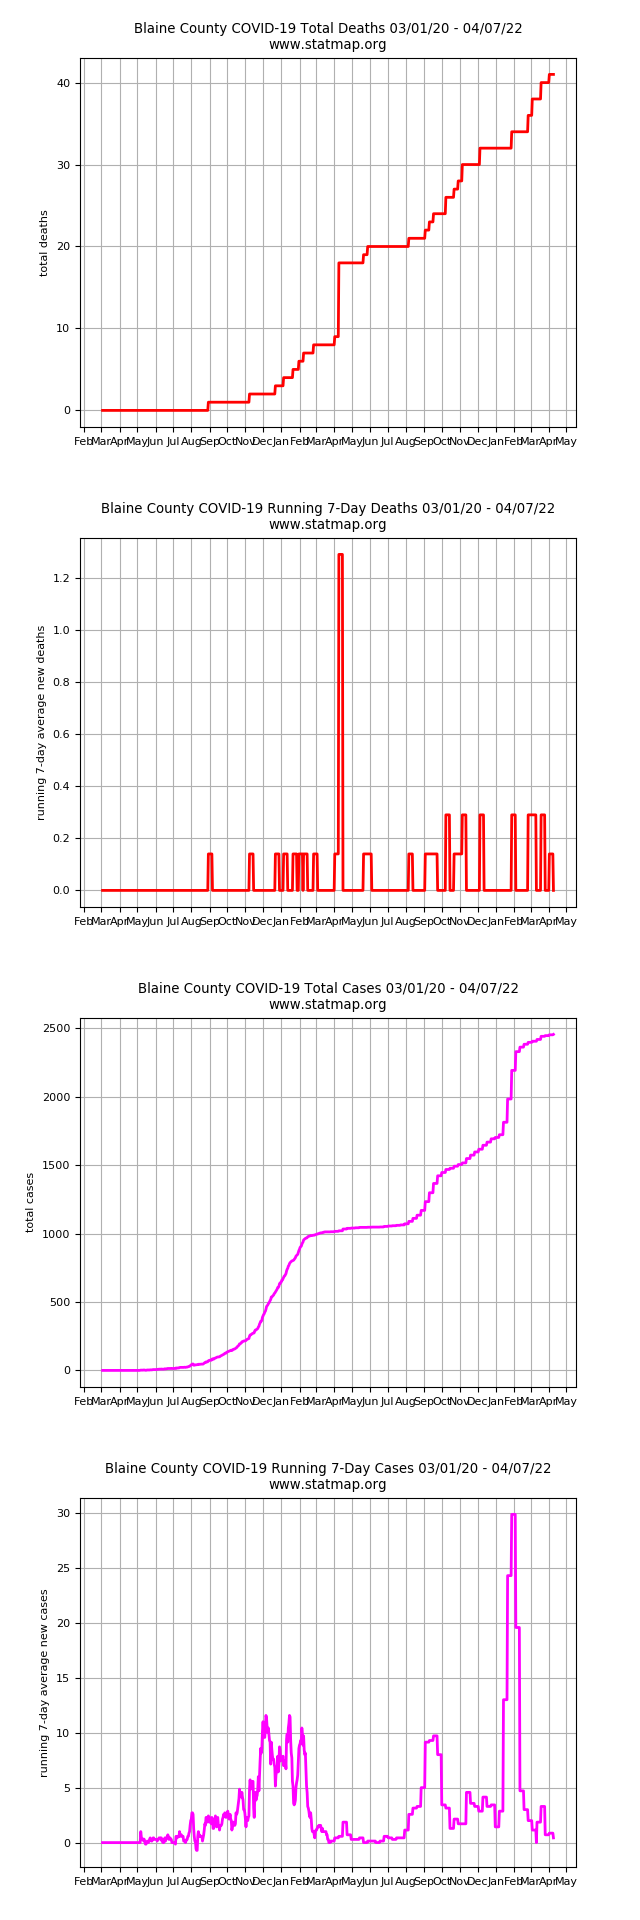 Blaine County COVID-19 Total Deaths 03/01/20 - 04/07/22
www.statmap.org
40
30
20
10
0
total deaths
Feb Mar Apr May Jun Jul Aug Sep Oct Nov Dec Jan Feb Mar Apr May Jun Jul Aug Sep Oct Nov Dec Jan Feb Mar Apr May
Blaine County COVID-19 Running 7-Day Deaths 03/01/20 - 04/07/22
www.statmap.org
1.2
1.0
0.8
0.6
0.4
0.2
0.0
running 7-day average new deaths
Feb Mar Apr May Jun Jul Aug Sep Oct Nov Dec Jan Feb Mar Apr May Jun Jul Aug Sep Oct Nov Dec Jan Feb Mar Apr May
Blaine County COVID-19 Total Cases 03/01/20 - 04/07/22
www.statmap.org
2500
2000
1500
1000
500
0
total cases
Feb Mar Apr May Jun Jul Aug Sep Oct Nov Dec Jan Feb Mar Apr May Jun Jul Aug Sep Oct Nov Dec Jan Feb Mar Apr May
Blaine County COVID-19 Running 7-Day Cases 03/01/20 - 04/07/22
www.statmap.org
30
25
20
15
10
5
0
running 7-day average new cases
Feb Mar Apr May Jun Jul Aug Sep Oct Nov Dec Jan Feb Mar Apr May Jun Jul Aug Sep Oct Nov Dec Jan Feb Mar Apr May